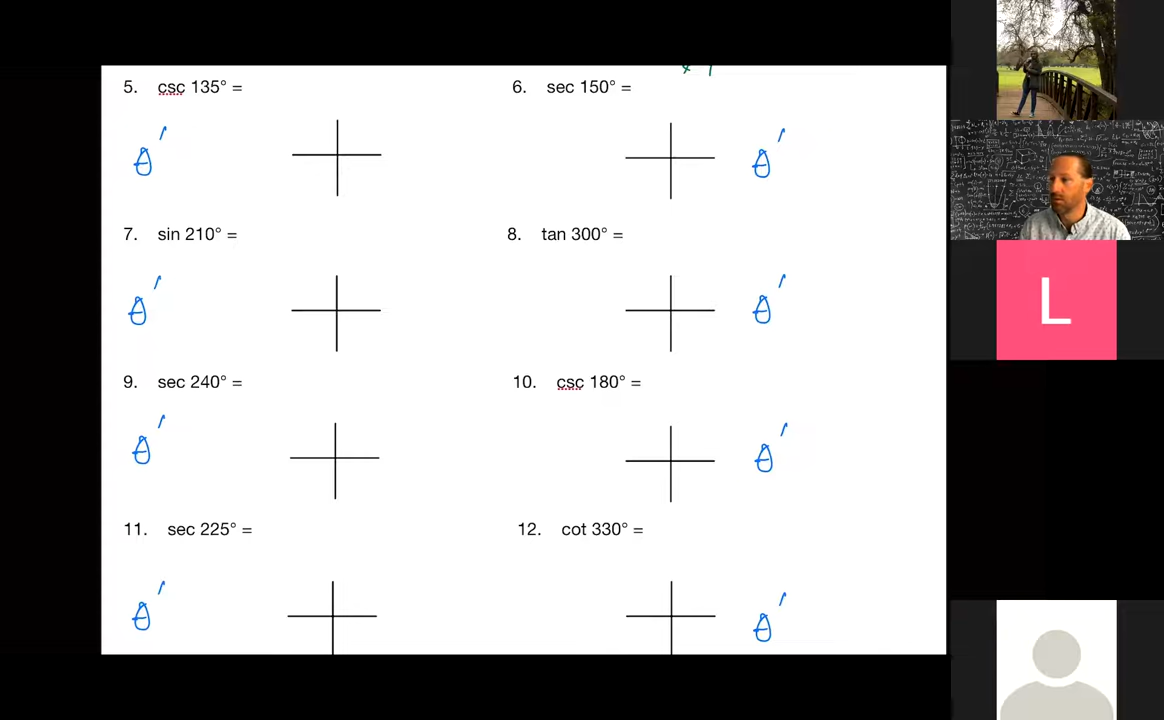 5. csc 135° =
6. sec 150° =
θ′
θ′
7. sin 210° =
8. tan 300° =
θ′
θ′
9. sec 240° =
10. csc 180° =
θ′
θ′
11. sec 225° =
12. cot 330° =
θ′
θ′
L